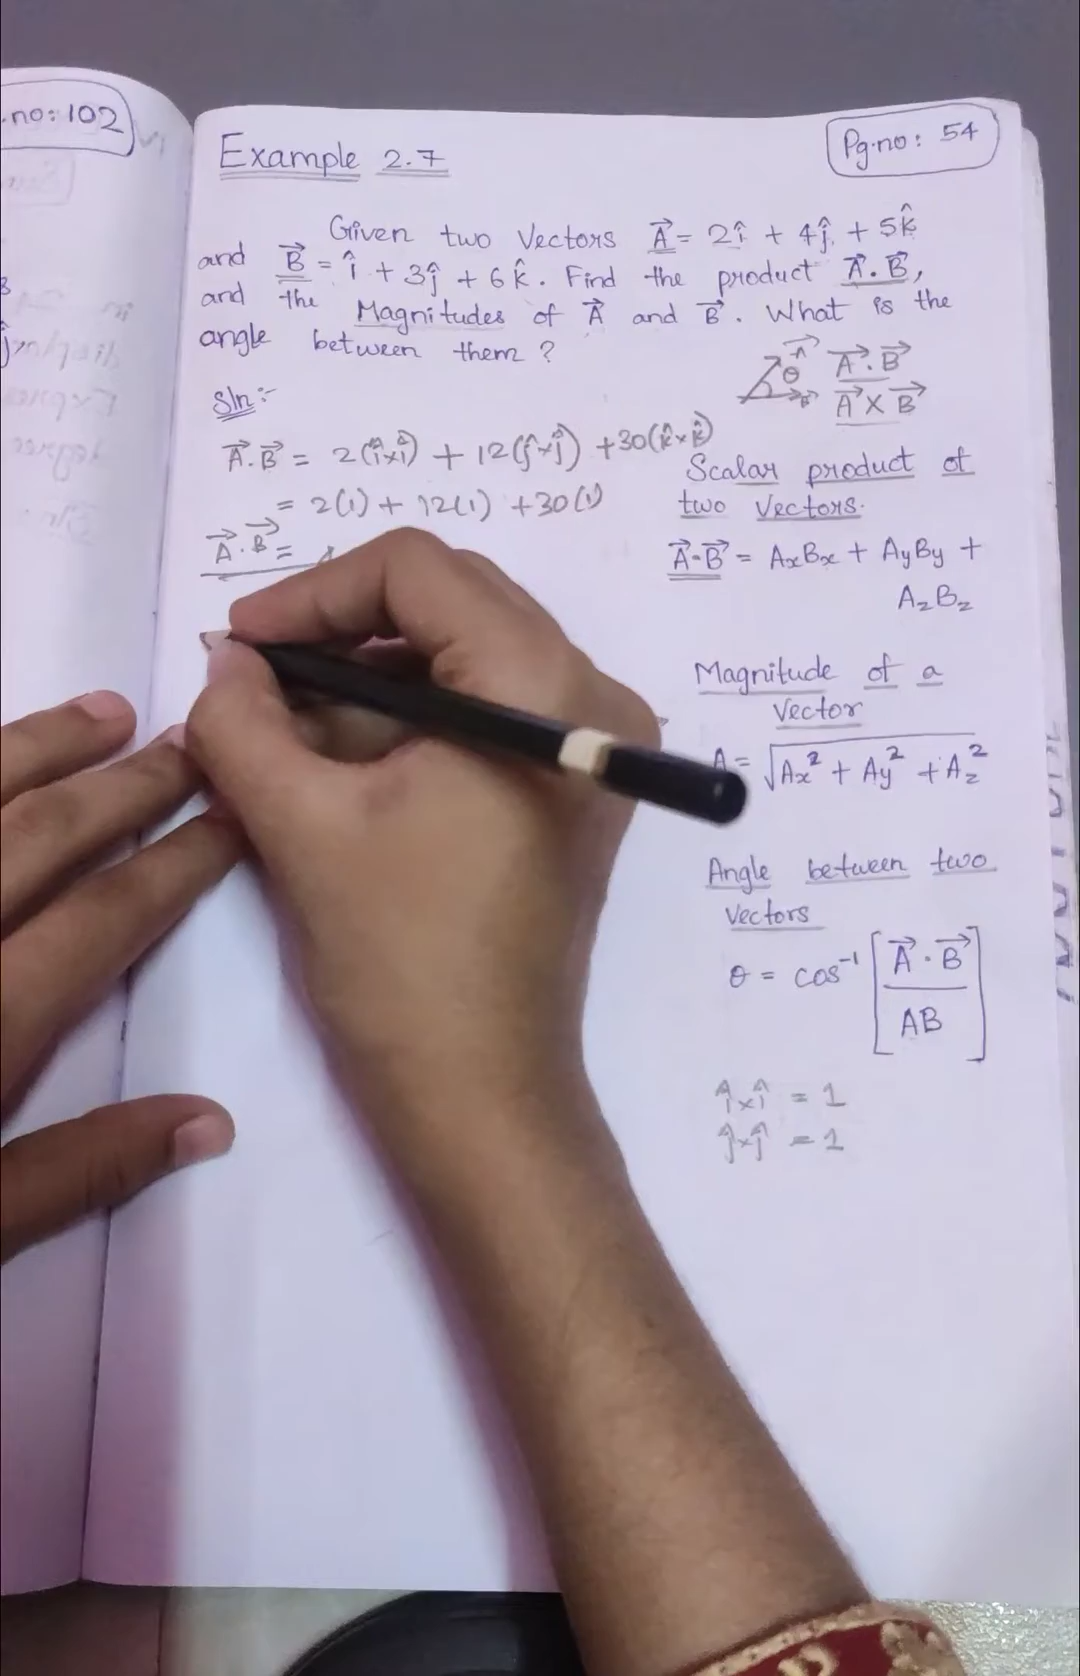 .no: 102
Example 2.7
Pg.no: 54
Given two Vectors A⃗ = 2î + 4ĵ + 5k̂
and B⃗ = î + 3ĵ + 6k̂. Find the product A⃗.B⃗,
and the Magnitudes of A⃗ and B⃗. What is the
angle between them?
θ A⃗.B⃗
A⃗ X B⃗
Sln:-
A⃗.B⃗ = 2(î×î) + 12(ĵ×ĵ) + 30(k̂×k̂)
= 2(1) + 12(1) + 30(1)
A⃗.B⃗ =
Scalar product of
two Vectors.
A⃗.B⃗ = AₓBₓ + AyBy +
A_zB_z
Magnitude of a
Vector
A = √Ax² + Ay² + A_z²
Angle between two
Vectors
θ = cos⁻¹ [A⃗.B⃗
AB]
î×î = 1
ĵ×ĵ = 1